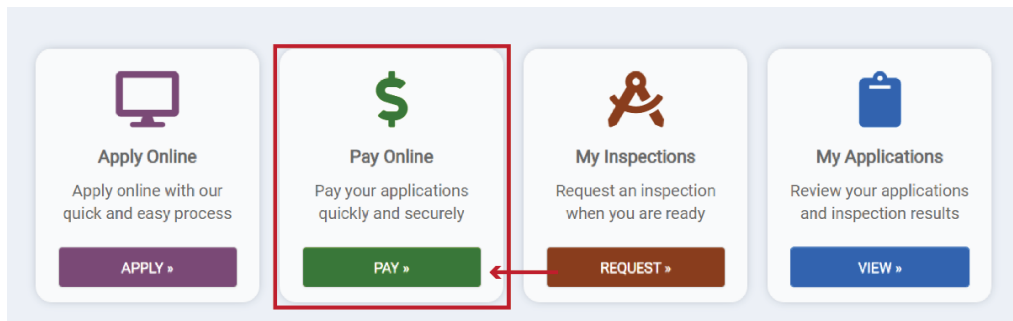 Apply Online
Apply online with our
quick and easy process
APPLY »
Pay Online
Pay your applications
quickly and securely
PAY »
My Inspections
Request an inspection
when you are ready
REQUEST »
My Applications
Review your applications
and inspection results
VIEW »